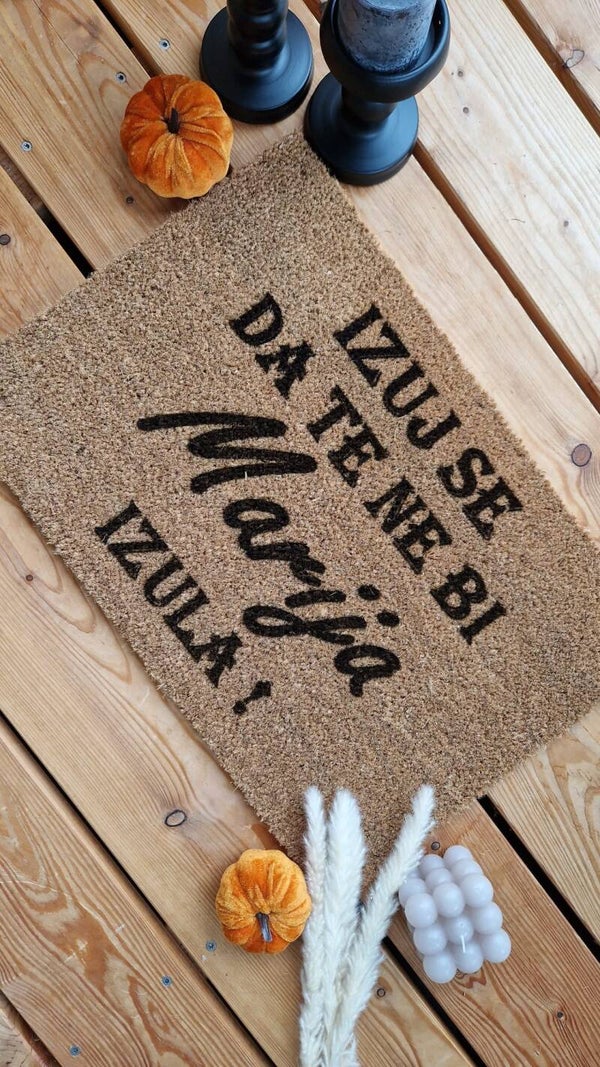 IZUJ SE
DA TE NE BI
Marija
IZULA!